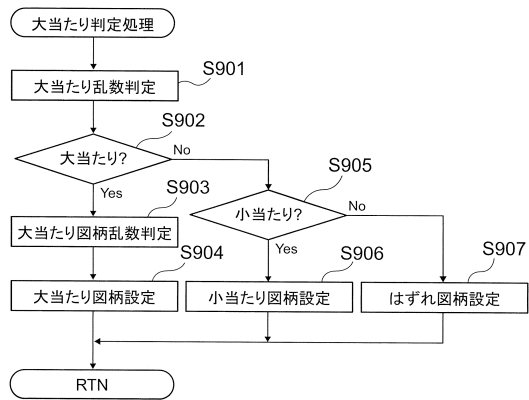 大当たり判定処理
S901
大当たり乱数判定
S902
大当たり?
No
Yes
S905
小当たり?
No
Yes
S903
大当たり図柄乱数判定
S904
大当たり図柄設定
S906
小当たり図柄設定
S907
はずれ図柄設定
RTN